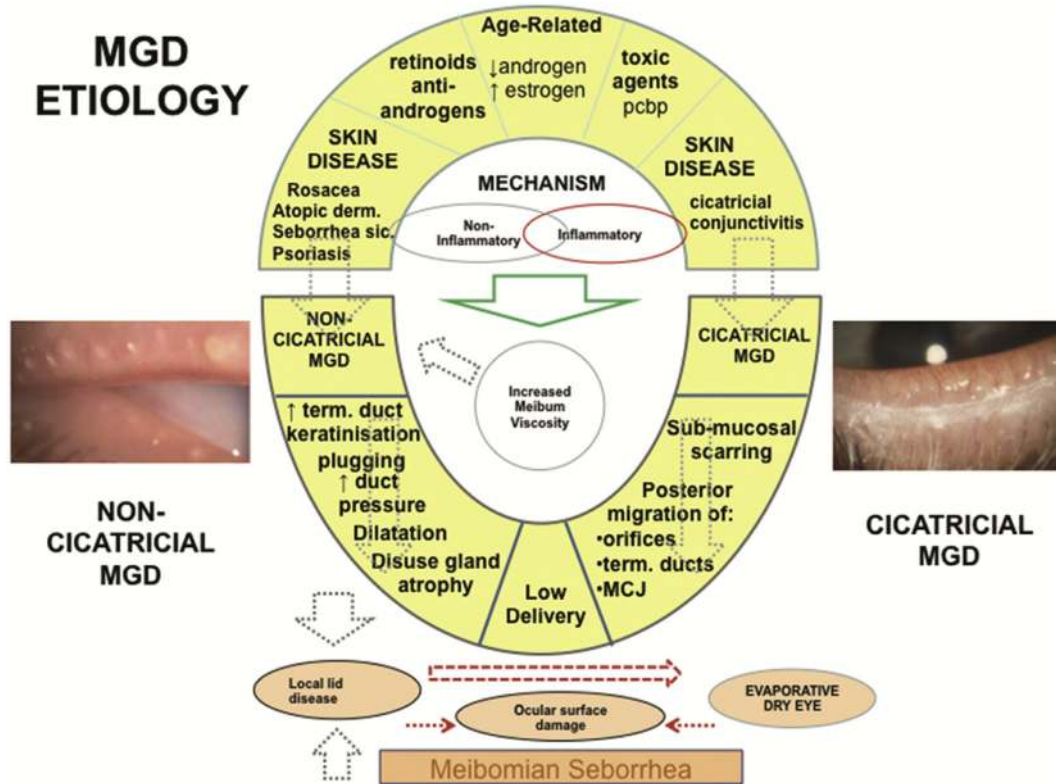 MGD
ETIOLOGY
Age-Related
↓androgen
↑ estrogen
retinoids
anti-
androgens
toxic
agents
pcbp
SKIN
DISEASE
Rosacea
Atopic derm.
Seborrhea sic.
Psoriasis
SKIN
DISEASE
cicatricial
conjunctivitis
MECHANISM
Non-
Inflammatory
Inflammatory
NON-
CICATRICIAL
MGD
CICATRICIAL
MGD
Increased
Meibum
Viscosity
↑ term. duct
keratinisation
plugging
↑ duct
pressure
Dilatation
Disuse gland
atrophy
Sub-mucosal
scarring
Posterior
migration of:
•orifices
•term. ducts
•MCJ
Low
Delivery
NON-
CICATRICIAL
MGD
CICATRICIAL
MGD
Local lid
disease
Ocular surface
damage
EVAPORATIVE
DRY EYE
Meibomian Seborrhea